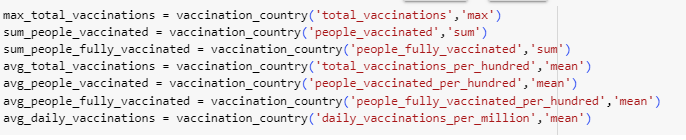 max_total_vaccinations = vaccination_country('total_vaccinations','max')
sum_people_vaccinated = vaccination_country('people_vaccinated','sum')
sum_people_fully_vaccinated = vaccination_country('people_fully_vaccinated','sum')
avg_total_vaccinations = vaccination_country('total_vaccinations_per_hundred','mean')
avg_people_vaccinated = vaccination_country('people_vaccinated_per_hundred','mean')
avg_people_fully_vaccinated = vaccination_country('people_fully_vaccinated_per_hundred','mean')
avg_daily_vaccinations = vaccination_country('daily_vaccinations_per_million','mean')